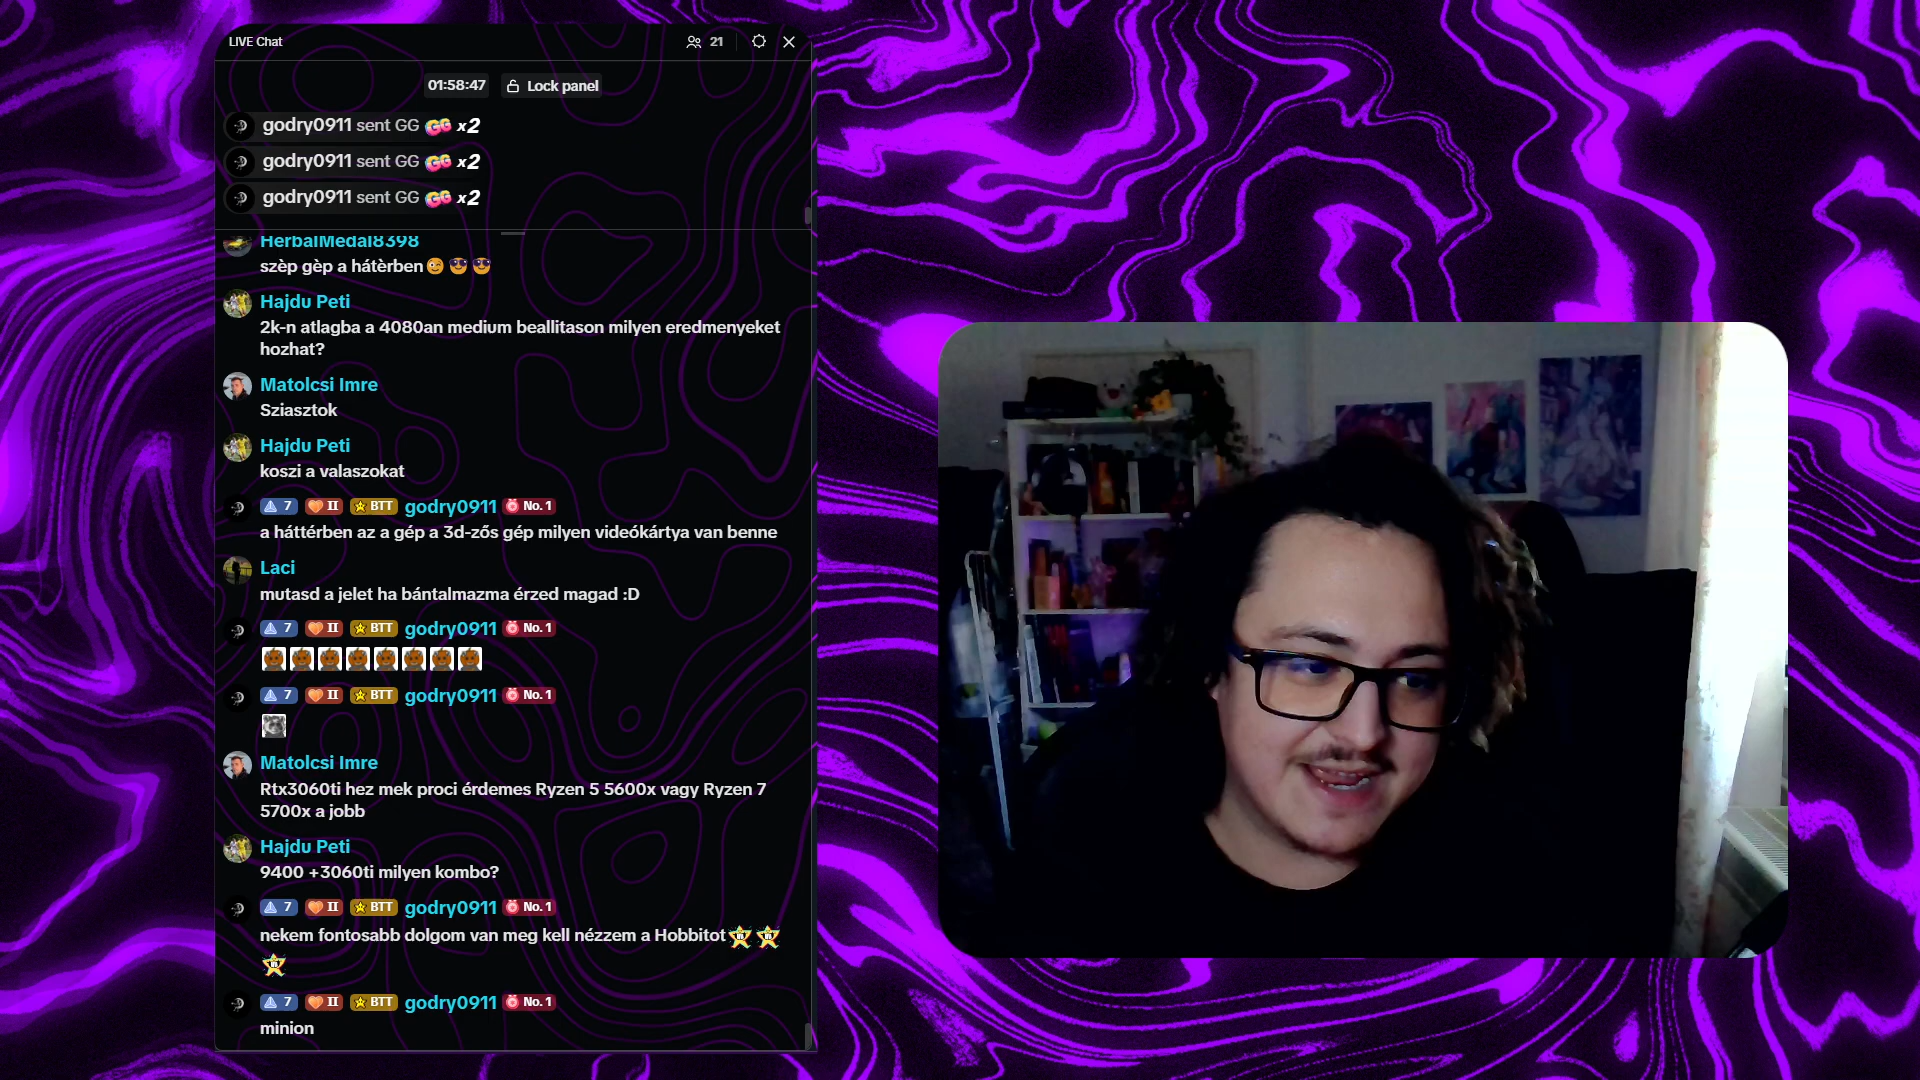 LIVE Chat
21
01:58:47
Lock panel
godry0911 sent GG GG x2
godry0911 sent GG GG x2
godry0911 sent GG GG x2
HerbalMedal8398
szèp gèp a hátèrben
Hajdu Peti
2k-n atlagba a 4080an medium beallitason milyen eredmenyeket
hozhat?
Matolcsi Imre
Sziasztok
Hajdu Peti
koszi a valaszokat
7 II BTT godry0911 No. 1
a háttérben az a gép a 3d-zős gép milyen videókártya van benne
Laci
mutasd a jelet ha bántalmazma érzed magad :D
7 II BTT godry0911 No. 1
7 II BTT godry0911 No. 1
Matolcsi Imre
Rtx3060ti hez mek proci érdemes Ryzen 5 5600x vagy Ryzen 7
5700x a jobb
Hajdu Peti
9400 +3060ti milyen kombo?
7 II BTT godry0911 No. 1
nekem fontosabb dolgom van meg kell nézzem a Hobbitot
7 II BTT godry0911 No. 1
minion